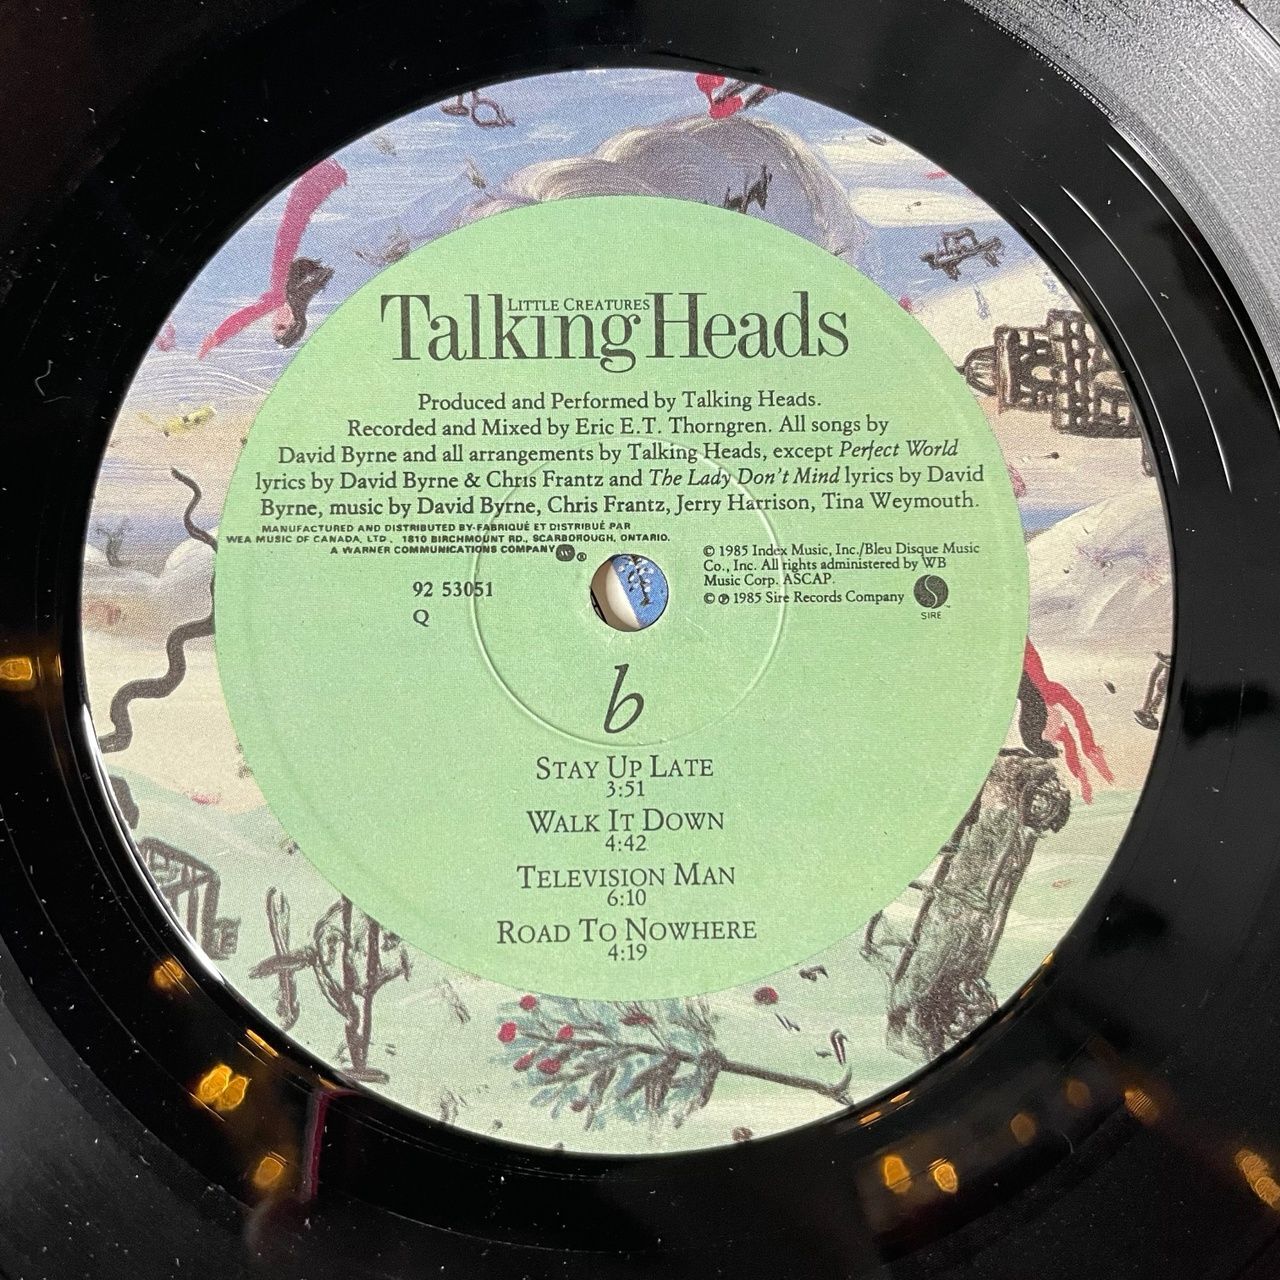 LITTLE CREATURES
Talking Heads
Produced and Performed by Talking Heads.
Recorded and Mixed by Eric E.T. Thorngren. All songs by
David Byrne and all arrangements by Talking Heads, except Perfect World
lyrics by David Byrne & Chris Frantz and The Lady Don't Mind lyrics by David
Byrne, music by David Byrne, Chris Frantz, Jerry Harrison, Tina Weymouth.
MANUFACTURED AND DISTRIBUTED BY-FABRIQUÉ ET DISTRIBUÉ PAR
WEA MUSIC OF CANADA, LTD., 1810 BIRCHMOUNT RD., SCARBOROUGH, ONTARIO.
A WARNER COMMUNICATIONS COMPANY ®
92 53051
Q
© 1985 Index Music, Inc./Bleu Disque Music
Co., Inc. All rights administered by WB
Music Corp. ASCAP.
© ℗ 1985 Sire Records Company
SIRE ™
b
STAY UP LATE
3:51
WALK IT DOWN
4:42
TELEVISION MAN
6:10
ROAD TO NOWHERE
4:19